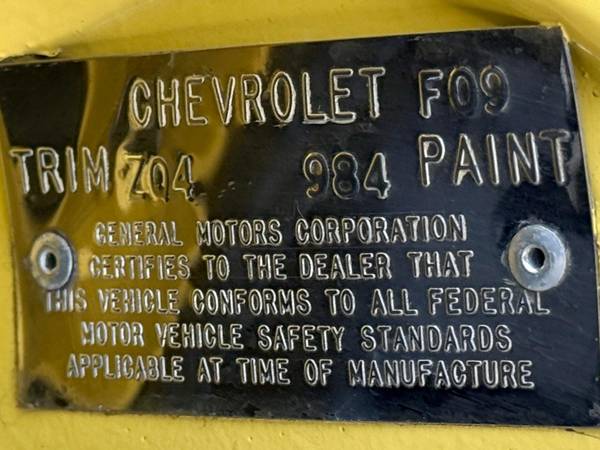 CHEVROLET F09
TRIM ZQ4 984 PAINT
GENERAL MOTORS CORPORATION
CERTIFIES TO THE DEALER THAT
THIS VEHICLE CONFORMS TO ALL FEDERAL
MOTOR VEHICLE SAFETY STANDARDS
APPLICABLE AT TIME OF MANUFACTURE